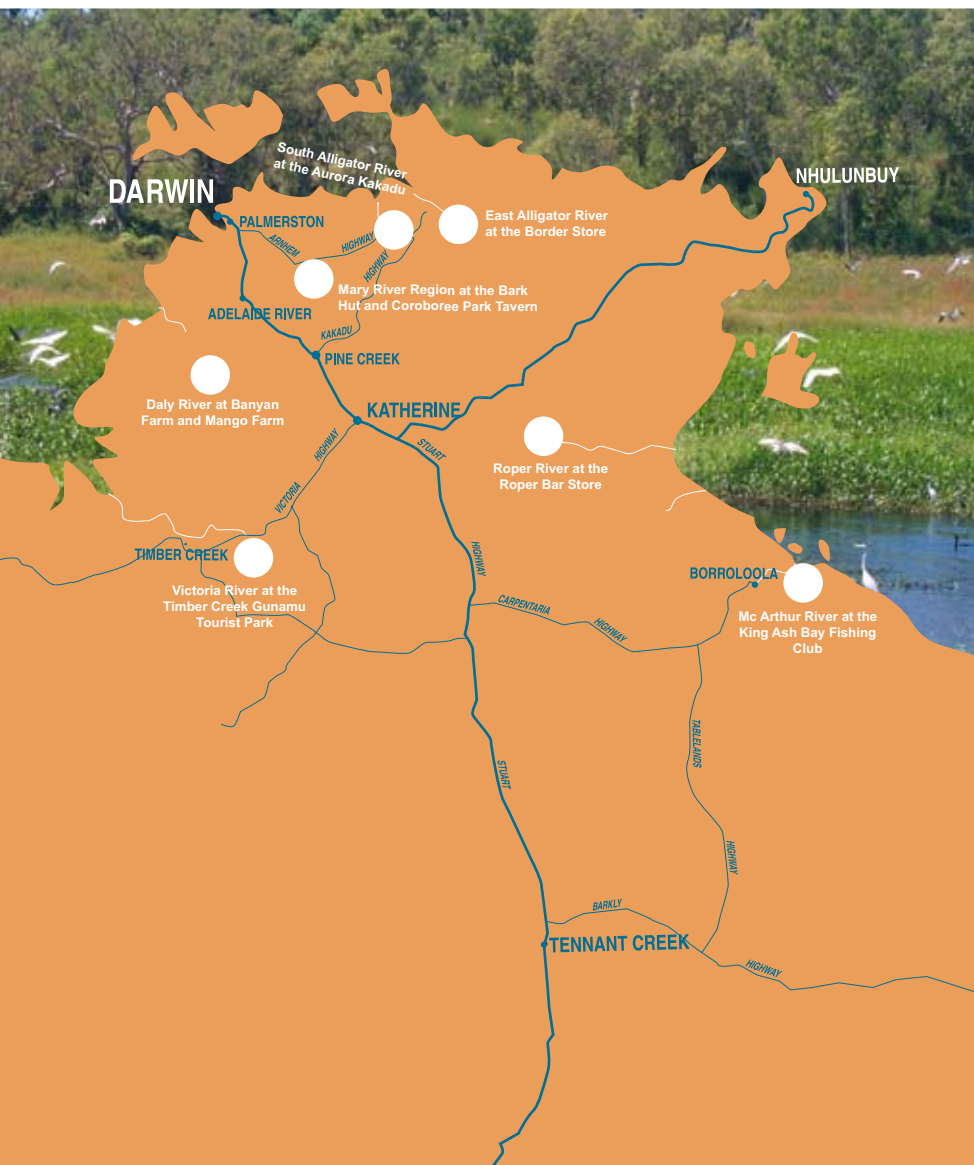 South Alligator River
at the Aurora Kakadu
DARWIN
NHULUNBUY
PALMERSTON
East Alligator River
at the Border Store
ARNHEM
HIGHWAY
HIGHWAY
Mary River Region at the Bark
Hut and Coroboree Park Tavern
ADELAIDE RIVER
KAKADU
PINE CREEK
Daly River at Banyan
Farm and Mango Farm
KATHERINE
STUART
HIGHWAY
VICTORIA
Roper River at the
Roper Bar Store
TIMBER CREEK
HIGHWAY
Victoria River at the
Timber Creek Gunamu
Tourist Park
BORROLOOLA
CARPENTARIA
HIGHWAY
Mc Arthur River at the
King Ash Bay Fishing
Club
TABLELANDS
STUART
HIGHWAY
BARKLY
TENNANT CREEK
HIGHWAY